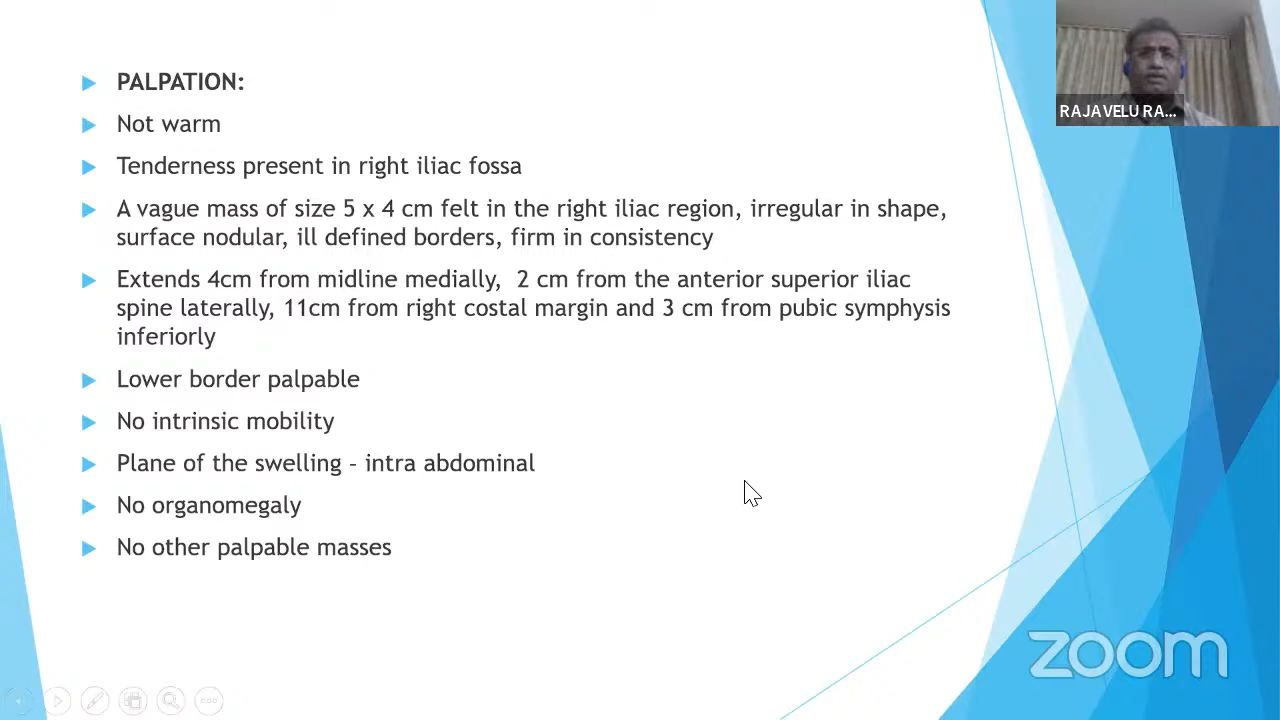 PALPATION:
Not warm
Tenderness present in right iliac fossa
A vague mass of size 5 x 4 cm felt in the right iliac region, irregular in shape,
surface nodular, ill defined borders, firm in consistency
Extends 4cm from midline medially,  2 cm from the anterior superior iliac
spine laterally, 11cm from right costal margin and 3 cm from pubic symphysis
inferiorly
Lower border palpable
No intrinsic mobility
Plane of the swelling – intra abdominal
No organomegaly
No other palpable masses
RAJAVELU RA...
zoom